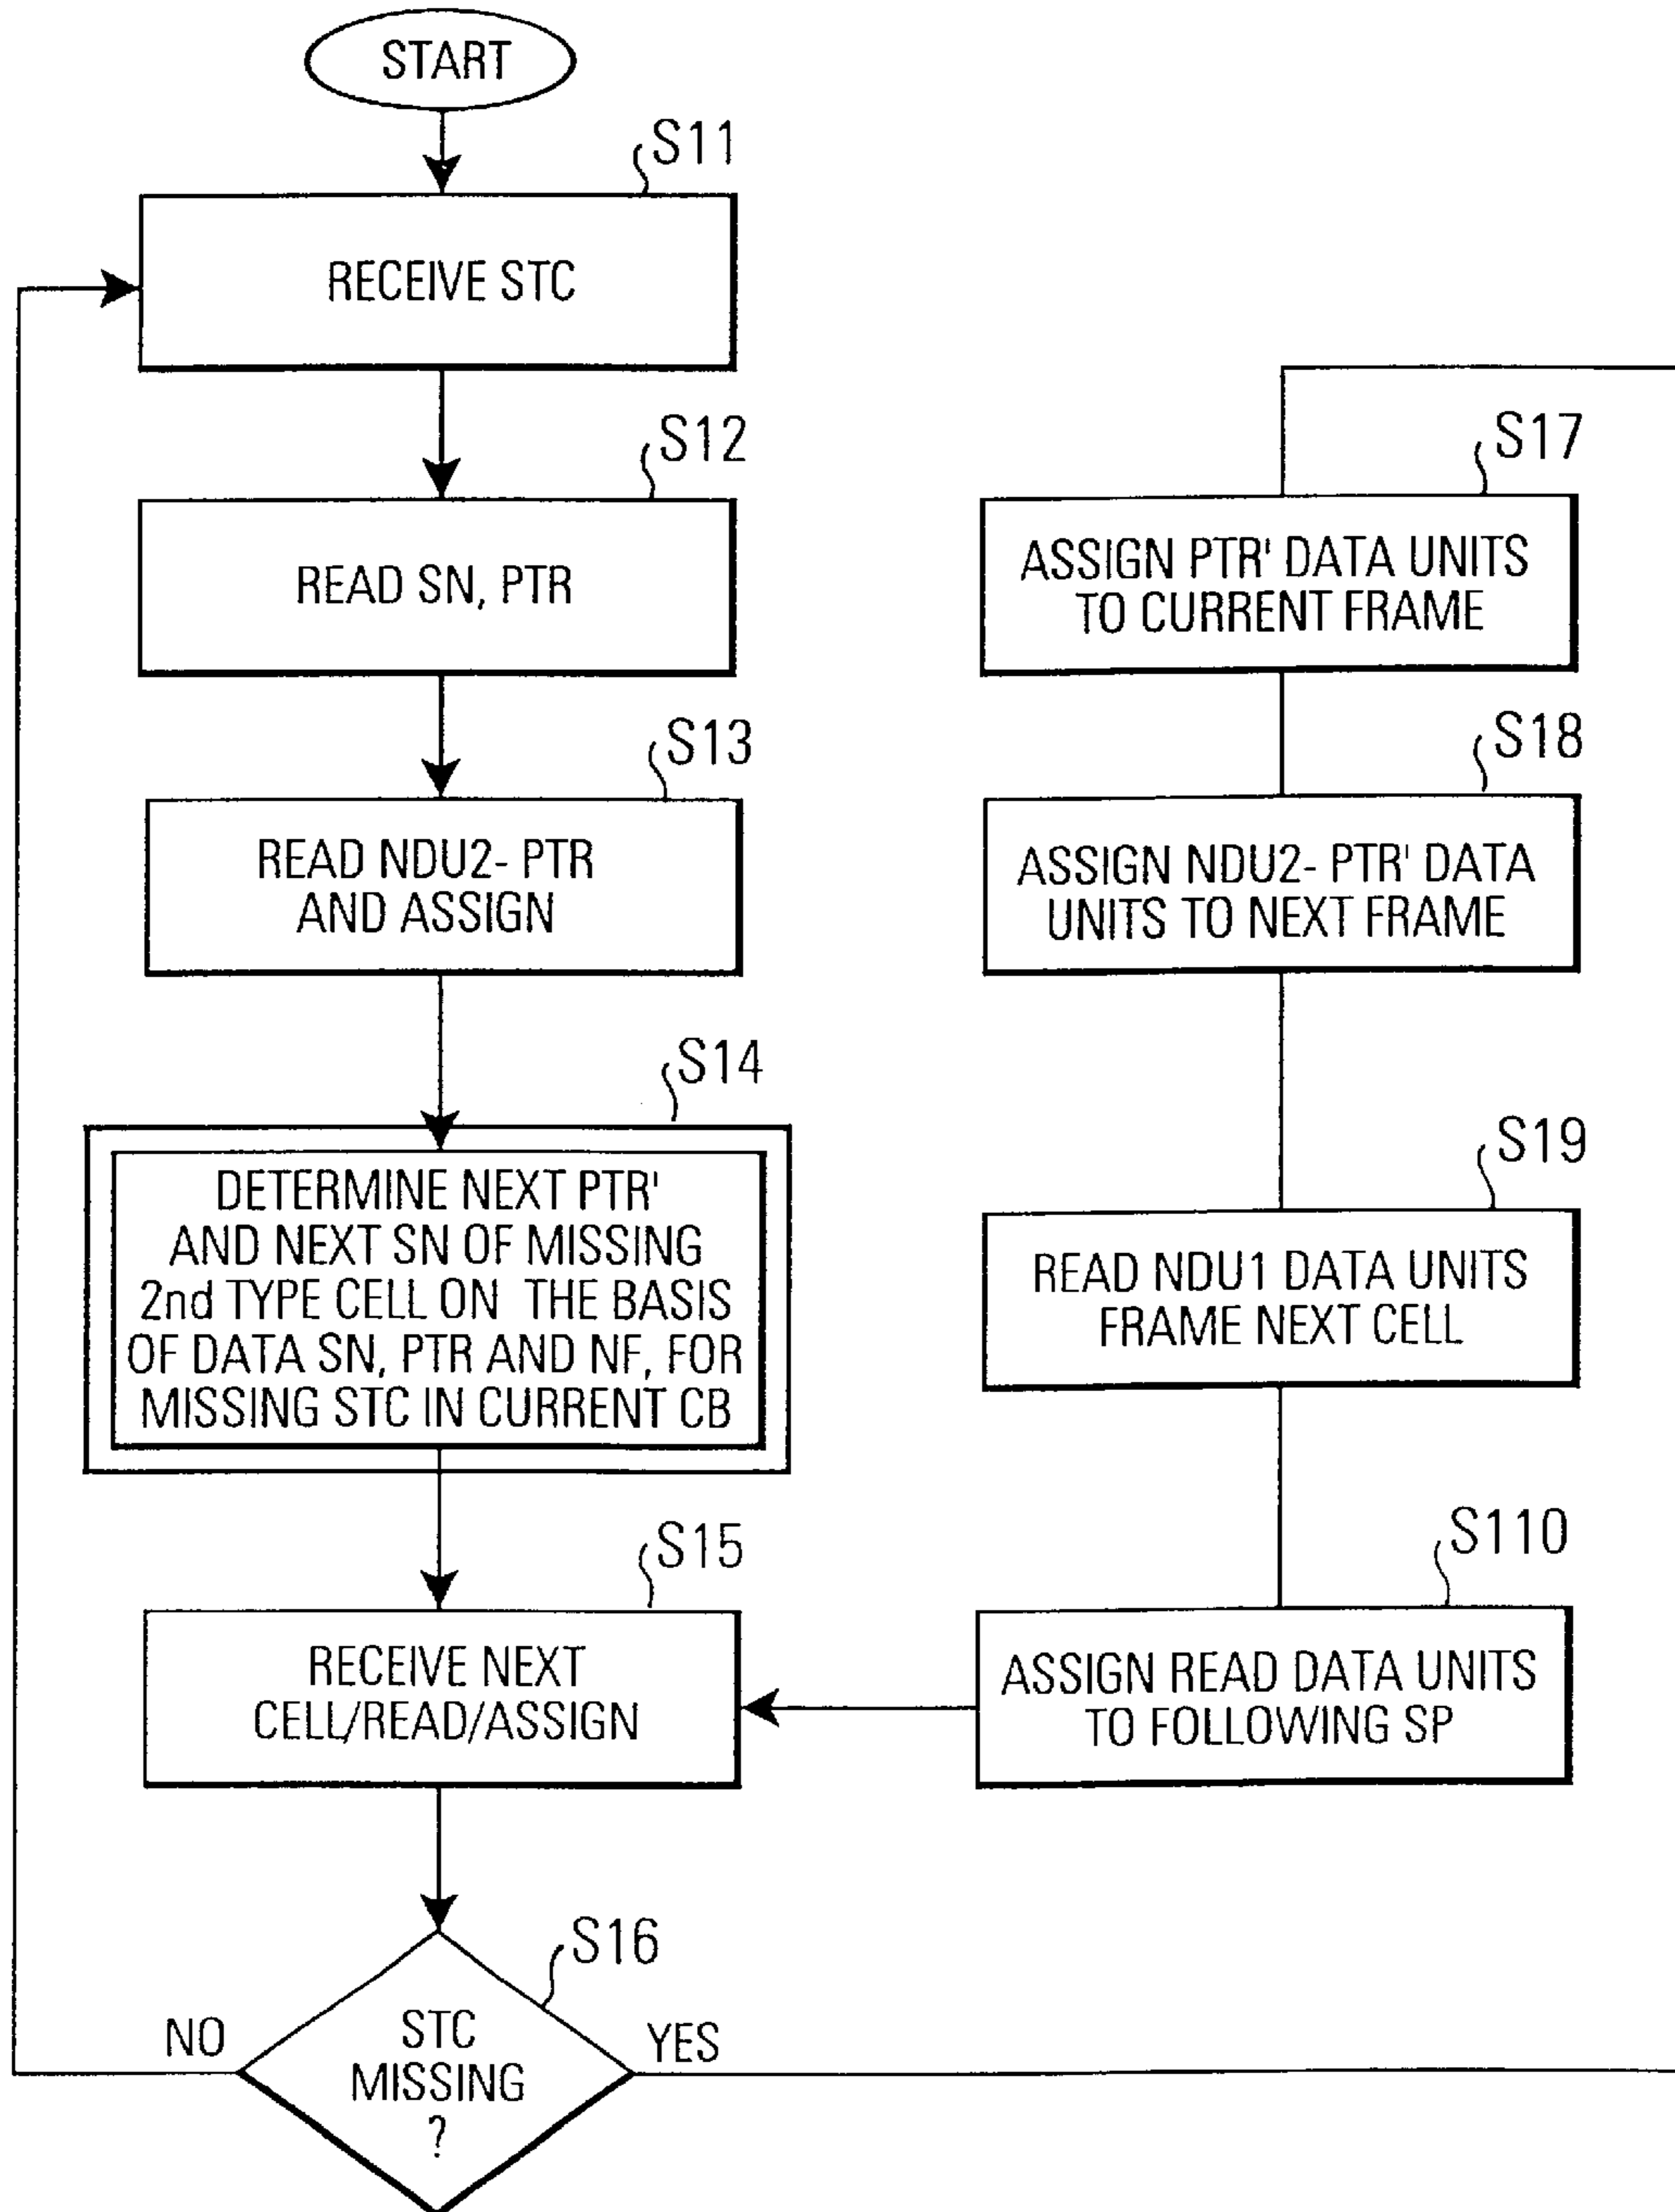 START
S11
RECEIVE STC
S12
READ SN, PTR
S13
READ NDU2- PTR
AND ASSIGN
S14
DETERMINE NEXT PTR'
AND NEXT SN OF MISSING
2nd TYPE CELL ON THE BASIS
OF DATA SN, PTR AND NF, FOR
MISSING STC IN CURRENT CB
S15
RECEIVE NEXT
CELL/READ/ASSIGN
S16
STC
MISSING
?
NO
YES
S17
ASSIGN PTR' DATA UNITS
TO CURRENT FRAME
S18
ASSIGN NDU2- PTR' DATA
UNITS TO NEXT FRAME
S19
READ NDU1 DATA UNITS
FRAME NEXT CELL
S110
ASSIGN READ DATA UNITS
TO FOLLOWING SP